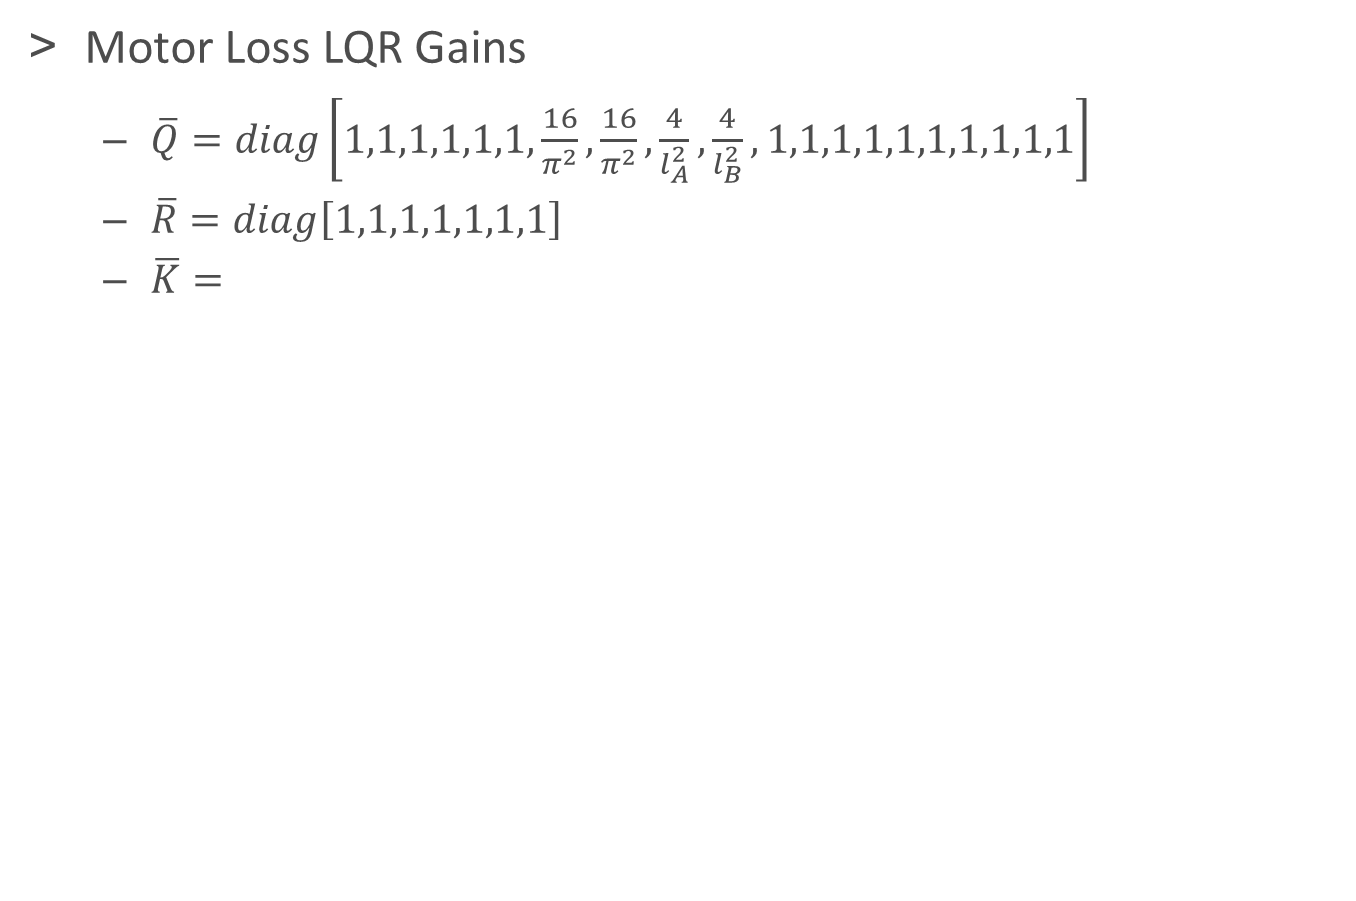 > Motor Loss LQR Gains
– Q̄ = diag [1,1,1,1,1,1, 16/π², 16/π², 4/l_A², 4/l_B², 1,1,1,1,1,1,1,1,1,1]
– R̄ = diag[1,1,1,1,1,1,1]
– K̄ =